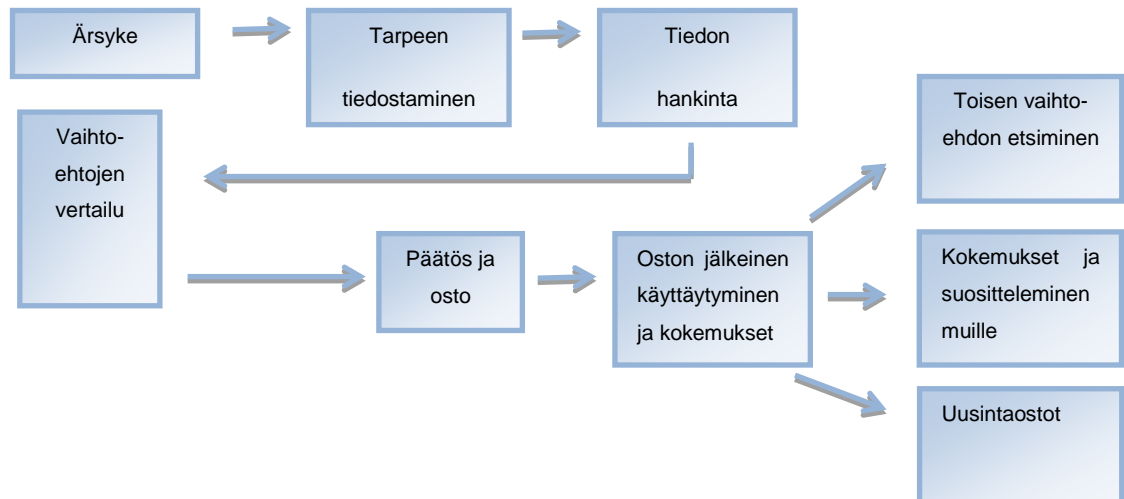 Ärsyke
Tarpeen
tiedostaminen
Tiedon
hankinta
Vaihto-
ehtojen
vertailu
Päätös ja
osto
Oston jälkeinen
käyttäytyminen
ja kokemukset
Toisen vaihto-
ehdon etsiminen
Kokemukset ja
suositteleminen
muille
Uusintaostot